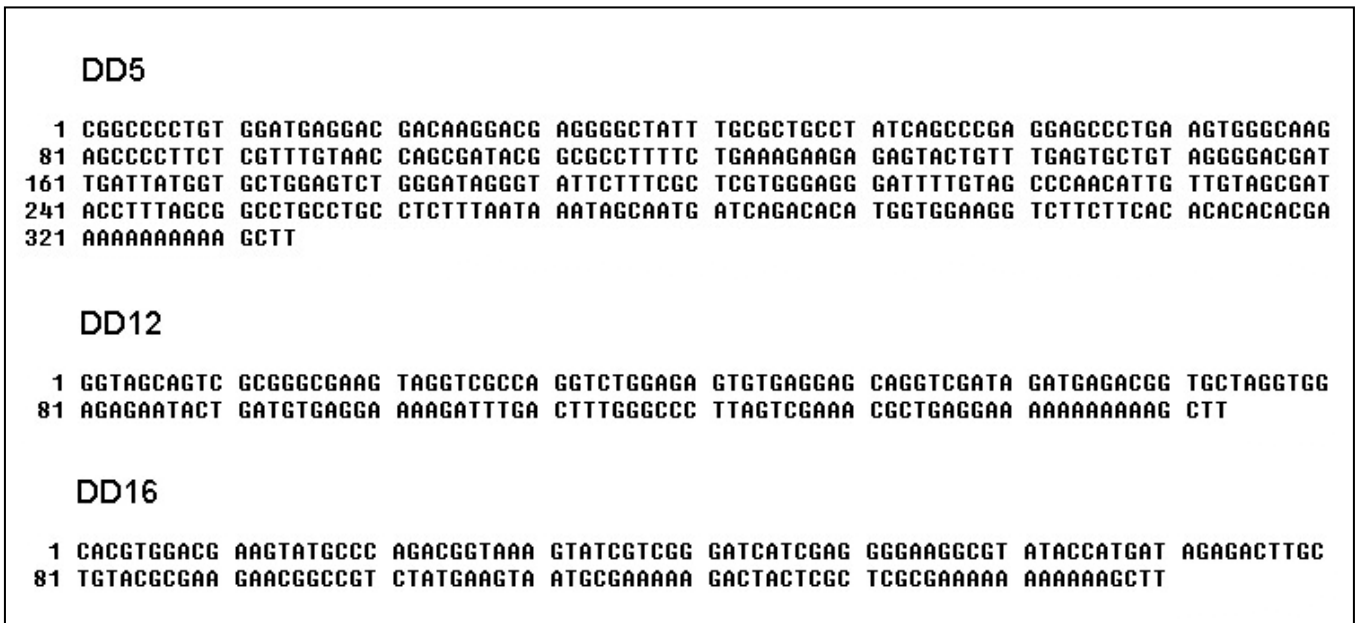 DD5
1 CGGCCCCTGT GGATGAGGAC GACAAGGACG AGGGGCTATT TGCGCTGCCT ATCAGCCCGA GGAGCCCTGA AGTGGGCAAG
81 AGCCCCTTCT CGTTTGTAAC CAGCGATACG GCGCCTTTTC TGAAAGAAGA GAGTACTGTT TGAGTGCTGT AGGGGACGAT
161 TGATTATGGT GCTGGAGTCT GGGATAGGGT ATTCTTTCGC TCGTGGGAGG GATTTTGTAG CCCAACATTG TTGTAGCGAT
241 ACCTTTAGCG GCCTGCCTGC CTCTTTAATA AATAGCAATG ATCAGACACA TGGTGGAAGG TCTTCTTCAC ACACACACGA
321 AAAAAAAAAA GCTT
DD12
1 GGTAGCAGTC GCGGGCGAAG TAGGTCGCCA GGTCTGGAGA GTGTGAGGAG CAGGTCGATA GATGAGACGG TGCTAGGTGG
81 AGAGAATACT GATGTGAGGA AAAGATTTGA CTTTGGGCCC TTAGTCGAAA CGCTGAGGAA AAAAAAAAAG CTT
DD16
1 CACGTGGACG AAGTATGCCC AGACGGTAAA GTATCGTCGG GATCATCGAG GGGAAGGCGT ATACCATGAT AGAGACTTGC
81 TGTACGCGAA GAACGGCCGT CTATGAAGTA ATGCGAAAAA GACTACTCGC TCGCGAAAAA AAAAAAGCTT